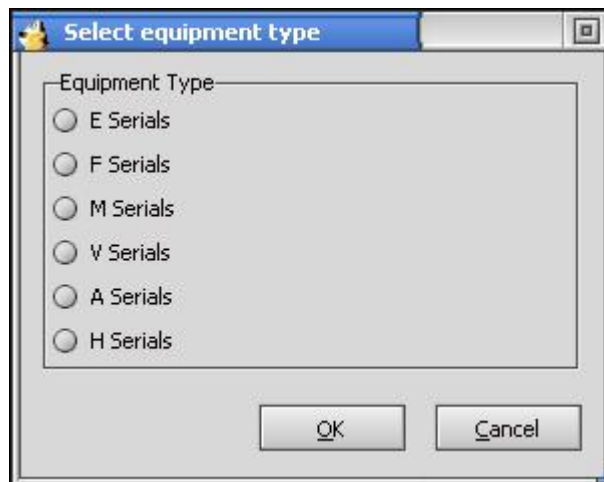 Select equipment type
Equipment Type
E Serials
F Serials
M Serials
V Serials
A Serials
H Serials
OK Cancel